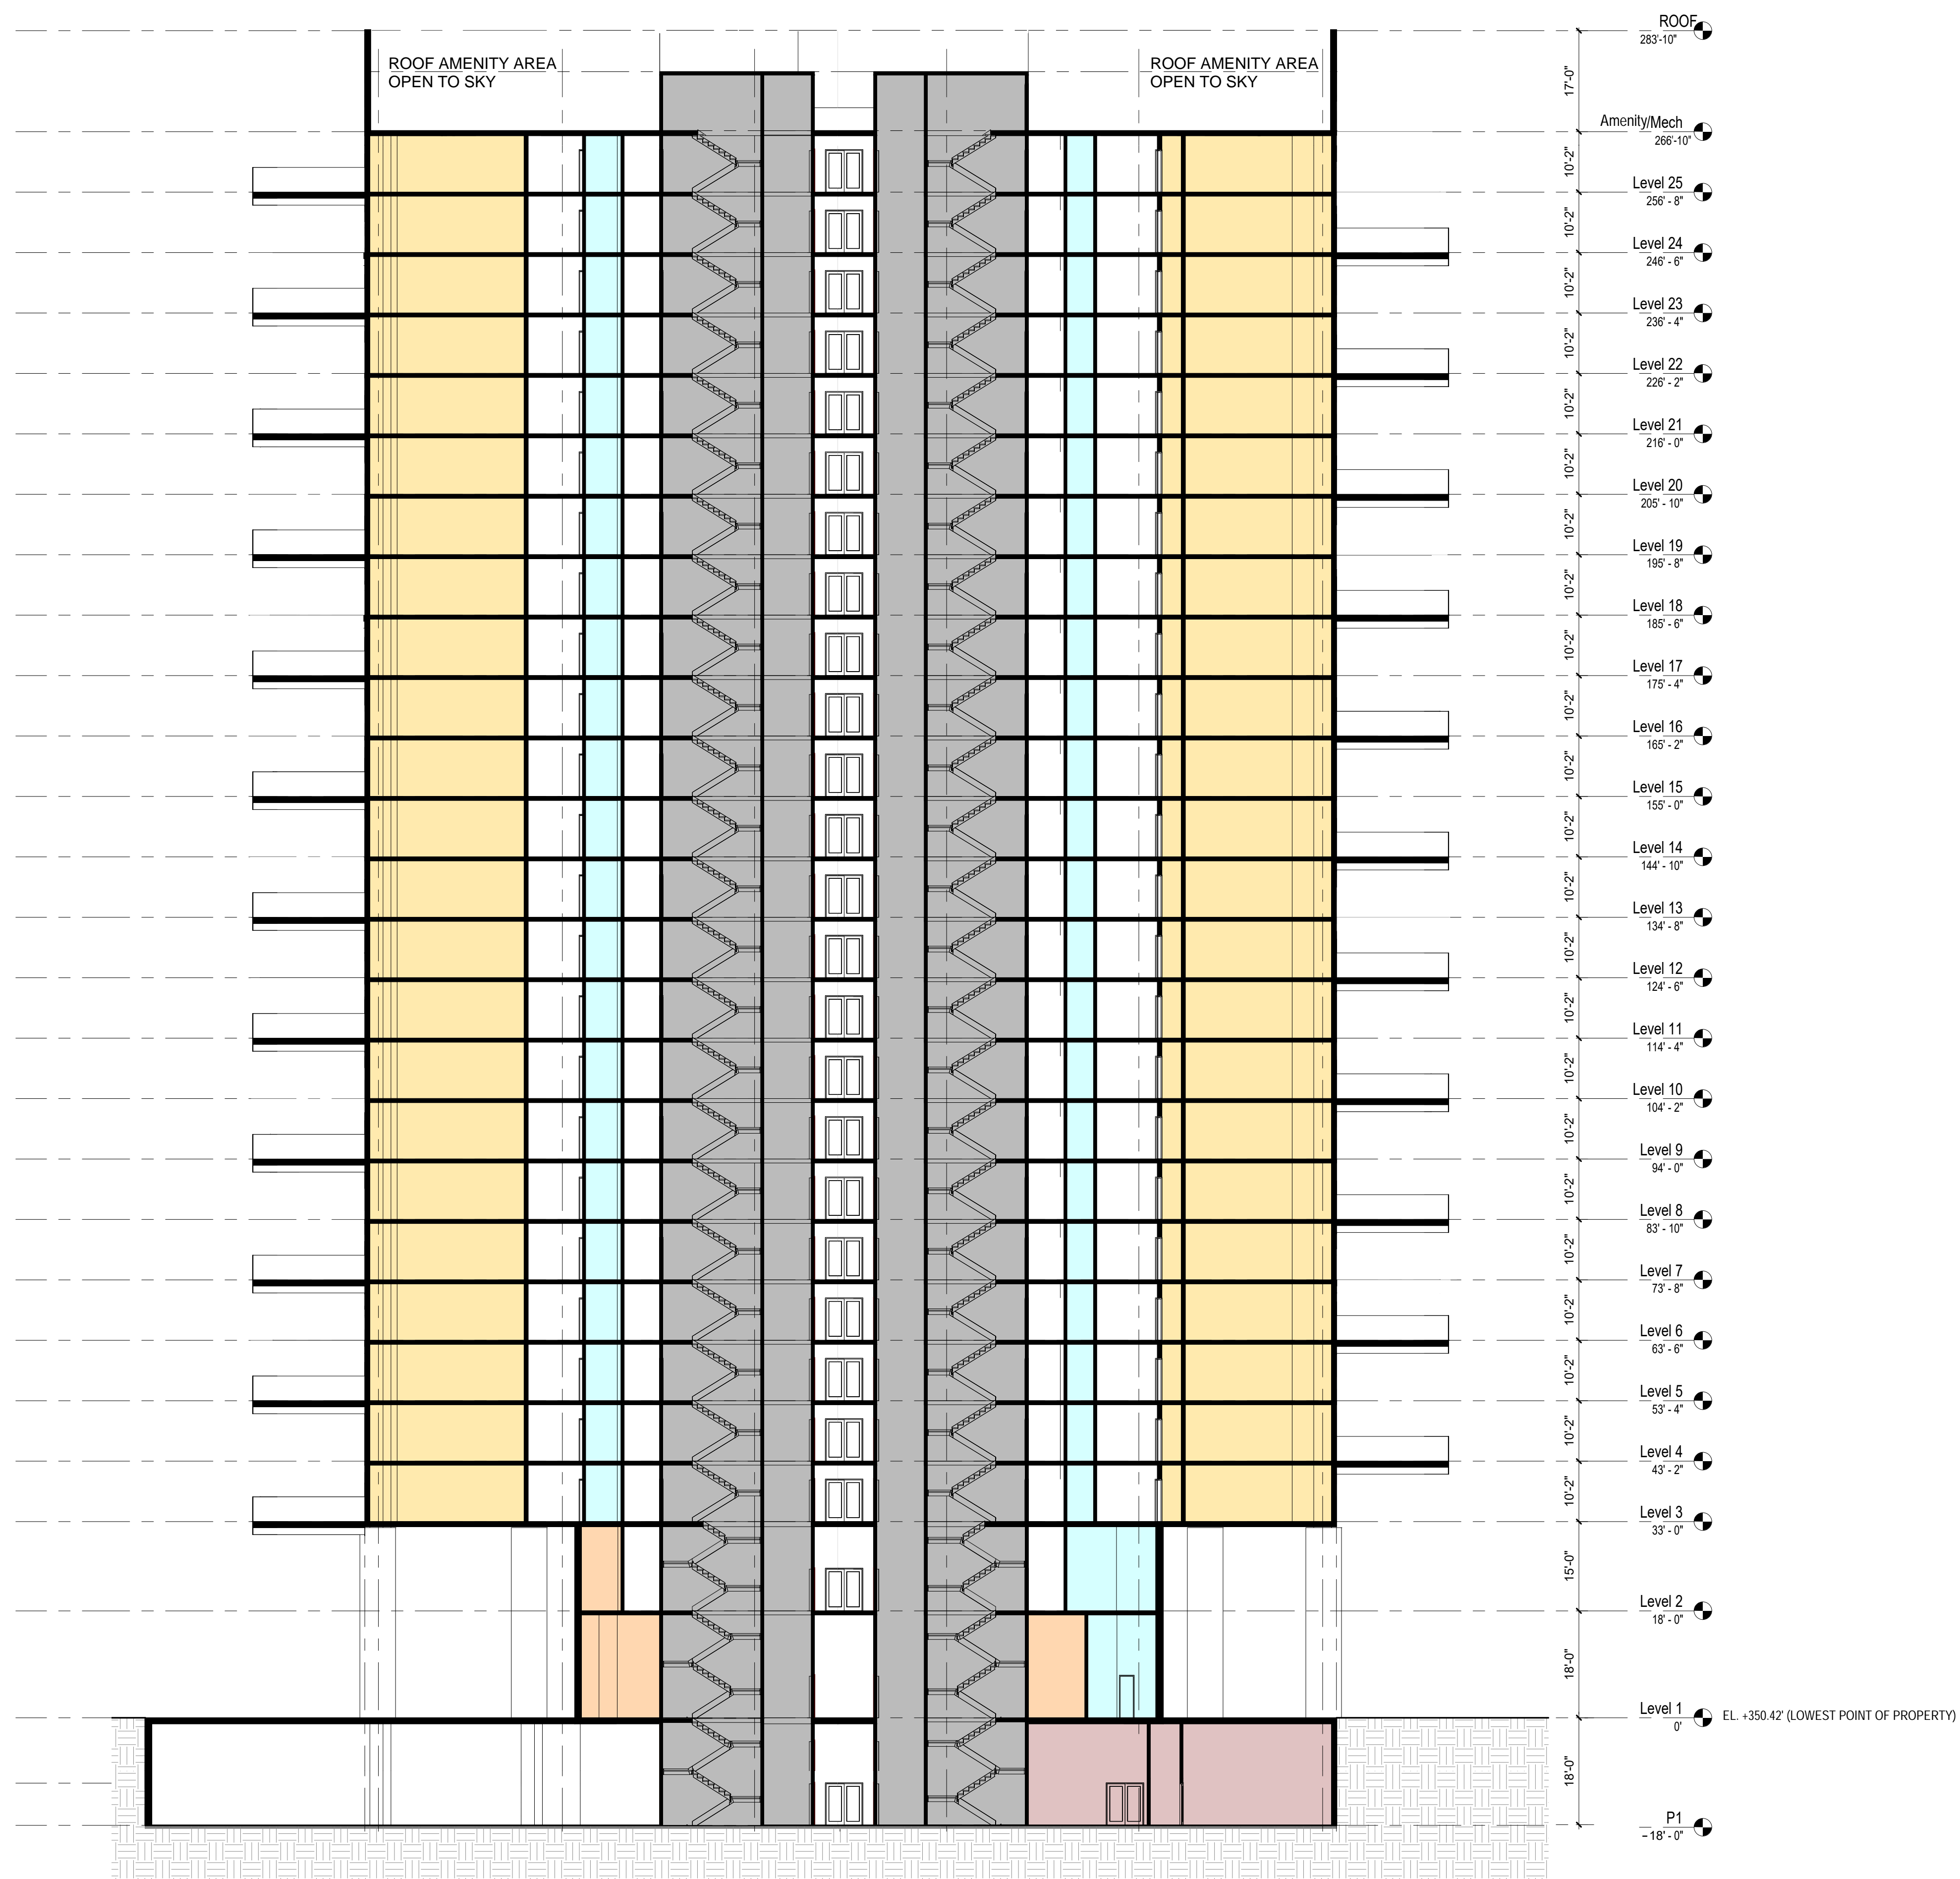 ROOF
283'-10"
ROOF AMENITY AREA
OPEN TO SKY
ROOF AMENITY AREA
OPEN TO SKY
17'-0"
Amenity/Mech
266'-10"
10'-2"
Level 25
256' - 8"
10'-2"
Level 24
246' - 6"
10'-2"
Level 23
236' - 4"
10'-2"
Level 22
226' - 2"
10'-2"
Level 21
216' - 0"
10'-2"
Level 20
205' - 10"
10'-2"
Level 19
195' - 8"
10'-2"
Level 18
185' - 6"
10'-2"
Level 17
175' - 4"
10'-2"
Level 16
165' - 2"
10'-2"
Level 15
155' - 0"
10'-2"
Level 14
144' - 10"
10'-2"
Level 13
134' - 8"
10'-2"
Level 12
124' - 6"
10'-2"
Level 11
114' - 4"
10'-2"
Level 10
104' - 2"
10'-2"
Level 9
94' - 0"
10'-2"
Level 8
83' - 10"
10'-2"
Level 7
73' - 8"
10'-2"
Level 6
63' - 6"
10'-2"
Level 5
53' - 4"
10'-2"
Level 4
43' - 2"
10'-2"
Level 3
33' - 0"
15'-0"
Level 2
18' - 0"
18'-0"
Level 1
0'
EL. +350.42' (LOWEST POINT OF PROPERTY)
18'-0"
P1
-18' - 0"